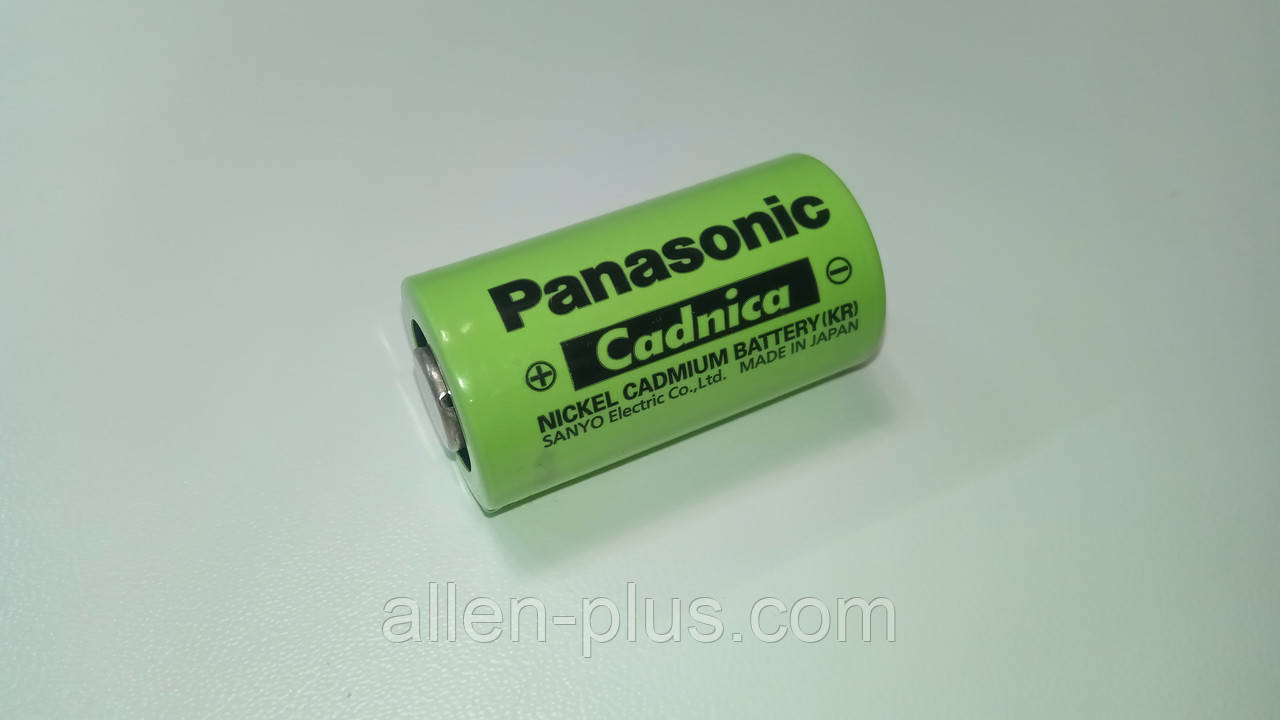 Panasonic
Cadnica
NICKEL CADMIUM BATTERY (KR)
SANYO Electric Co.,Ltd. MADE IN JAPAN
allen-plus.com